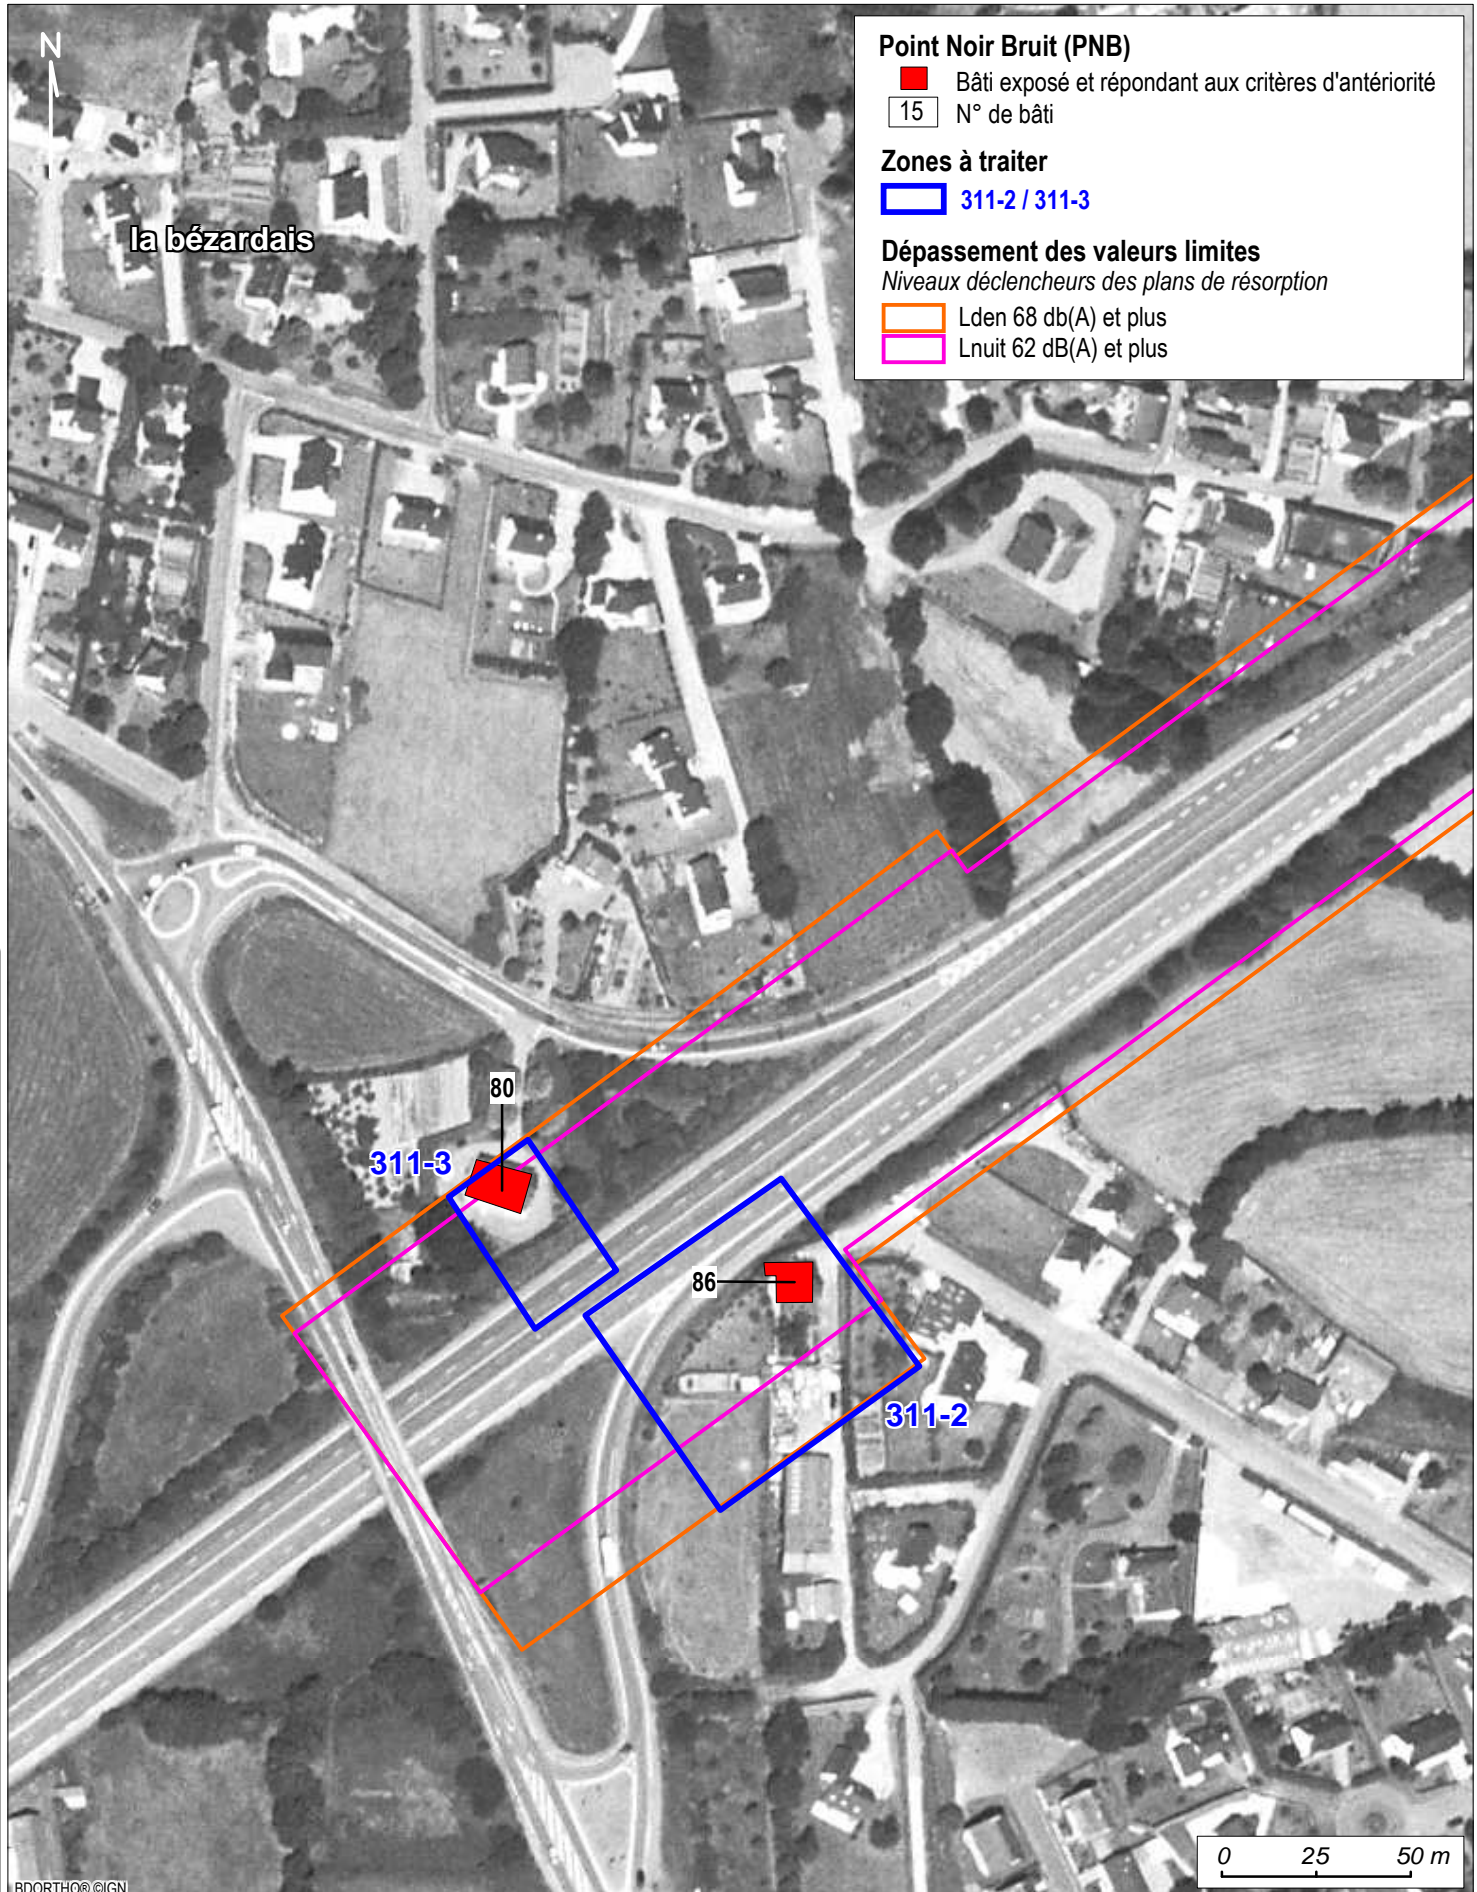 N
Point Noir Bruit (PNB)
Bâti exposé et répondant aux critères d'antériorité
15 N° de bâti
Zones à traiter
311-2 / 311-3
Dépassement des valeurs limites
Niveaux déclencheurs des plans de résorption
Lden 68 db(A) et plus
Lnuit 62 dB(A) et plus
la bézardais
80
311-3
86
311-2
0 25 50 m
BDORTHO® ©IGN